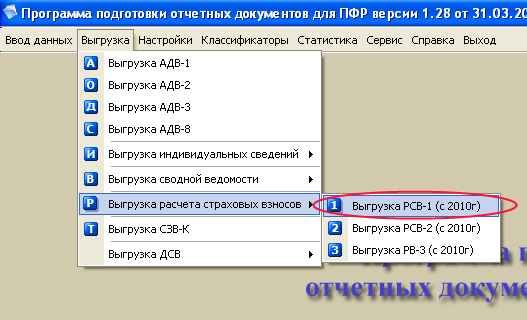 Программа подготовки отчетных документов для ПФР версии 1.28 от 31.03.20
Ввод данных Выгрузка Настройки Классификаторы Статистика Сервис Справка Выход
А Выгрузка АДВ-1
О Выгрузка АДВ-2
Д Выгрузка АДВ-3
С Выгрузка АДВ-8
И Выгрузка индивидуальных сведений
В Выгрузка сводной ведомости
Р Выгрузка расчета страховых взносов
Т Выгрузка СЗВ-К
Выгрузка ДСВ
1 Выгрузка РСВ-1 (с 2010г)
2 Выгрузка РСВ-2 (с 2010г)
3 Выгрузка РВ-3 (с 2010г)
отчетных докуме